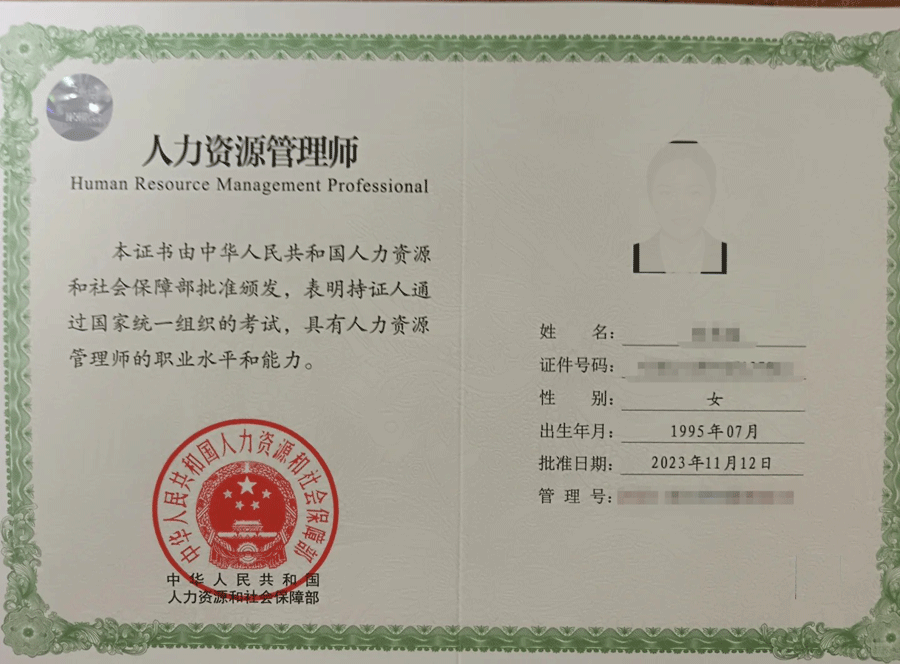 人力资源管理师
Human Resource Management Professional
本证书由中华人民共和国人力资源
和社会保障部批准颁发，表明持证人通
过国家统一组织的考试，具有人力资源
管理师的职业水平和能力。
中华人民共和国人力资源和社会保障部
中华人民共和国
人力资源和社会保障部
姓 名：
证件号码：
性 别： 女
出生年月： 1995年07月
批准日期： 2023年11月12日
管 理 号：